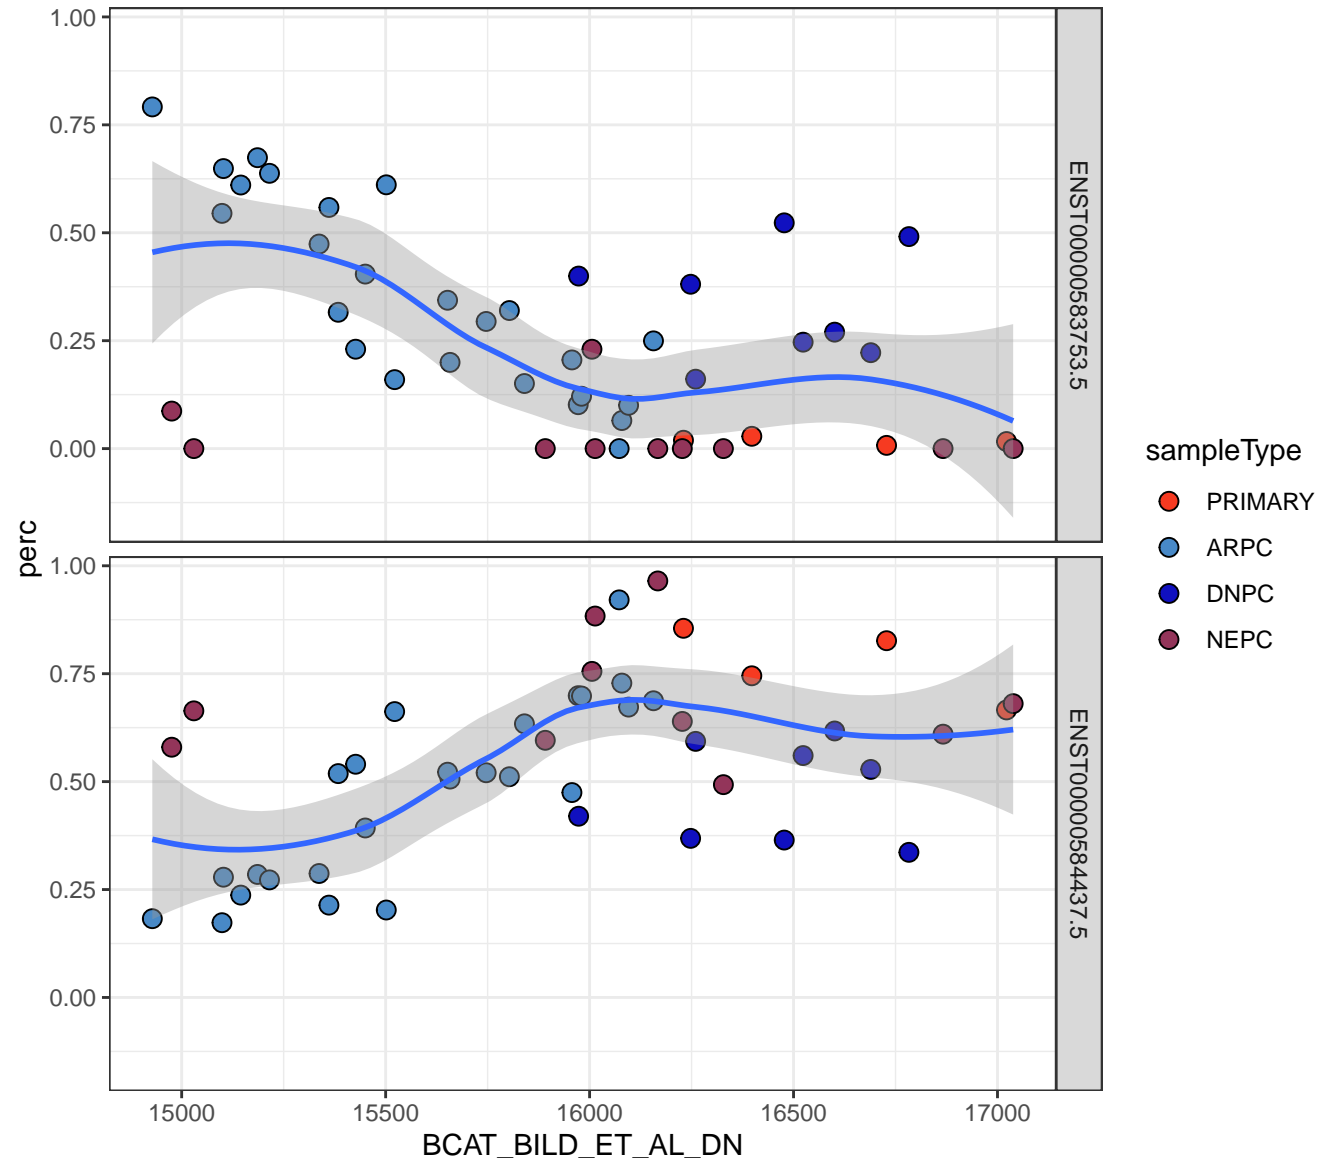 1.00
0.75
0.50
0.25
0.00
ENST00000583753.5
1.00
0.75
0.50
0.25
0.00
ENST00000584437.5
perc
15000 15500 16000 16500 17000
BCAT_BILD_ET_AL_DN
sampleType
PRIMARY
ARPC
DNPC
NEPC